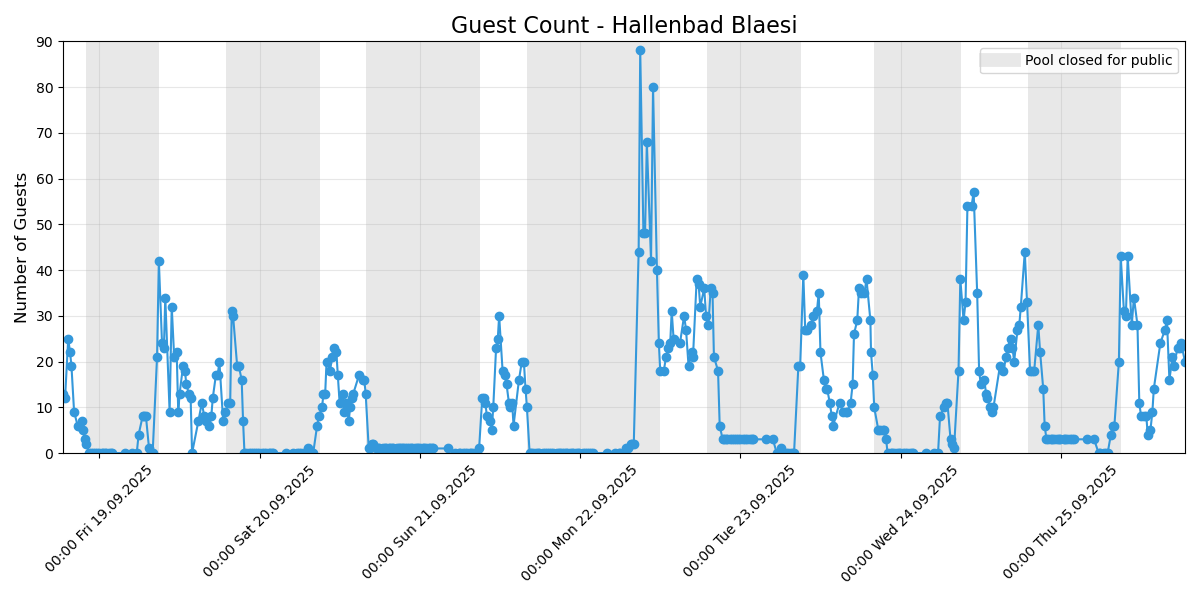 Guest Count - Hallenbad Blaesi
Pool closed for public
Number of Guests
90
80
70
60
50
40
30
20
10
0
00:00 Fri 19.09.2025
00:00 Sat 20.09.2025
00:00 Sun 21.09.2025
00:00 Mon 22.09.2025
00:00 Tue 23.09.2025
00:00 Wed 24.09.2025
00:00 Thu 25.09.2025